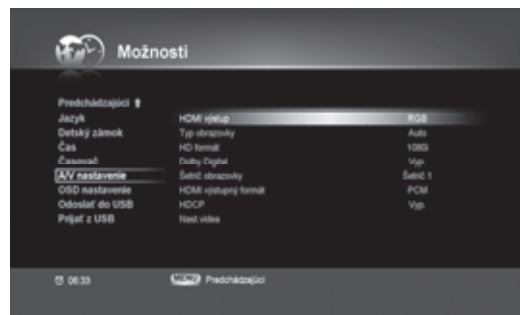 Možnosti
Predchádzajúci ⬆
Jazyk
Detský zámok
Čas
Časovač
A/V nastavenie
OSD nastavenie
Odoslať do USB
Prijať z USB
HDMI výstup RGB
Typ obrazovky Auto
HD formát 1080i
Dolby Digital Vyp.
Šetrič obrazovky Šetrič 1
HDMI výstupný formát PCM
HDCP Vyp.
Nast videa
08:33
MENU Predchádzajúci